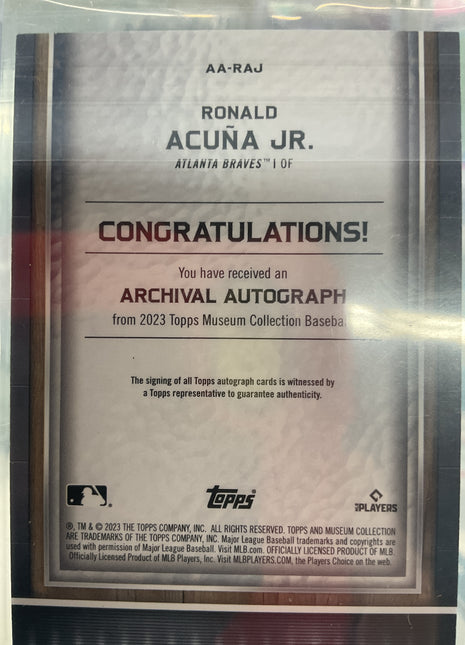 AA-RAJ
RONALD
ACUÑA JR.
ATLANTA BRAVES™ | OF
CONGRATULATIONS!
You have received an
ARCHIVAL AUTOGRAPH
from 2023 Topps Museum Collection Baseba
The signing of all Topps autograph cards is witnessed by
a Topps representative to guarantee authenticity.
Topps®
PLAYERS
®, TM & © 2023 THE TOPPS COMPANY, INC. ALL RIGHTS RESERVED. TOPPS AND MUSEUM COLLECTION
ARE TRADEMARKS OF THE TOPPS COMPANY, INC. Major League Baseball trademarks and copyrights are
used with permission of Major League Baseball. Visit MLB.com. OFFICIALLY LICENSED PRODUCT OF MLB
Officially Licensed Product of MLB Players, Inc. Visit MLBPLAYERS.COM, the Players Choice on the web.